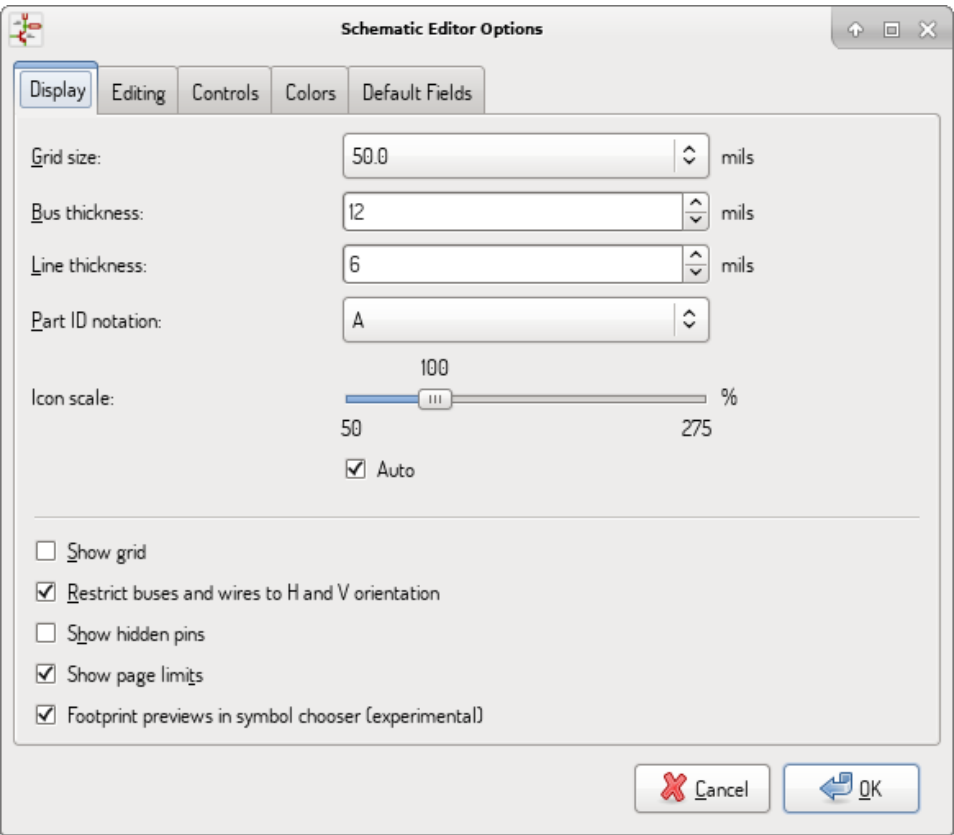 Schematic Editor Options
Display Editing Controls Colors Default Fields
Grid size: 50.0 mils
Bus thickness: 12 mils
Line thickness: 6 mils
Part ID notation: A
100
Icon scale: %
50 275
Auto
Show grid
Restrict buses and wires to H and V orientation
Show hidden pins
Show page limits
Footprint previews in symbol chooser (experimental)
Cancel OK